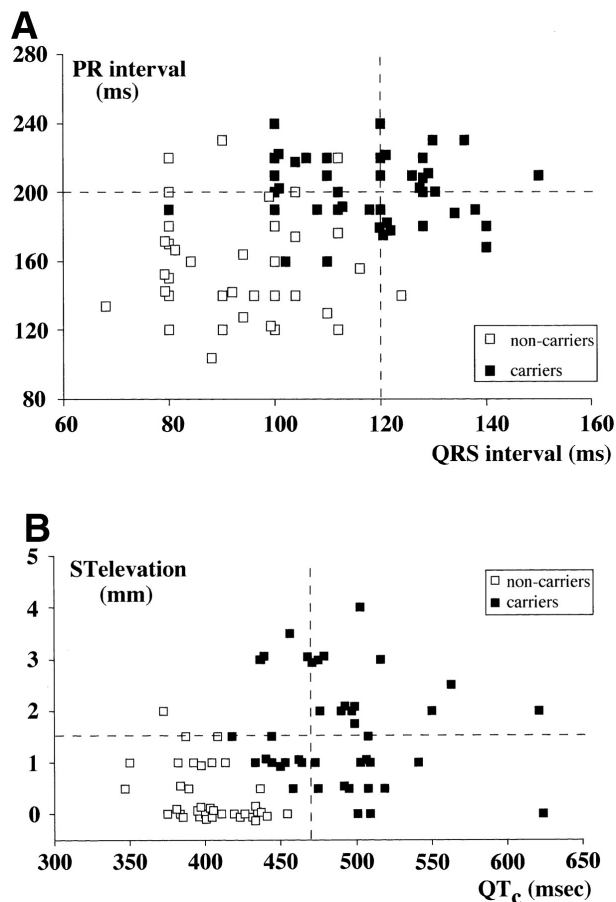 A
280
240
200
160
120
80
PR interval
(ms)
non-carriers
carriers
60 80 100 120 140 160
QRS interval (ms)
B
5
4
3
2
1
0
STelevation
(mm)
non-carriers
carriers
300 350 400 450 500 550 600 650
QTc (msec)